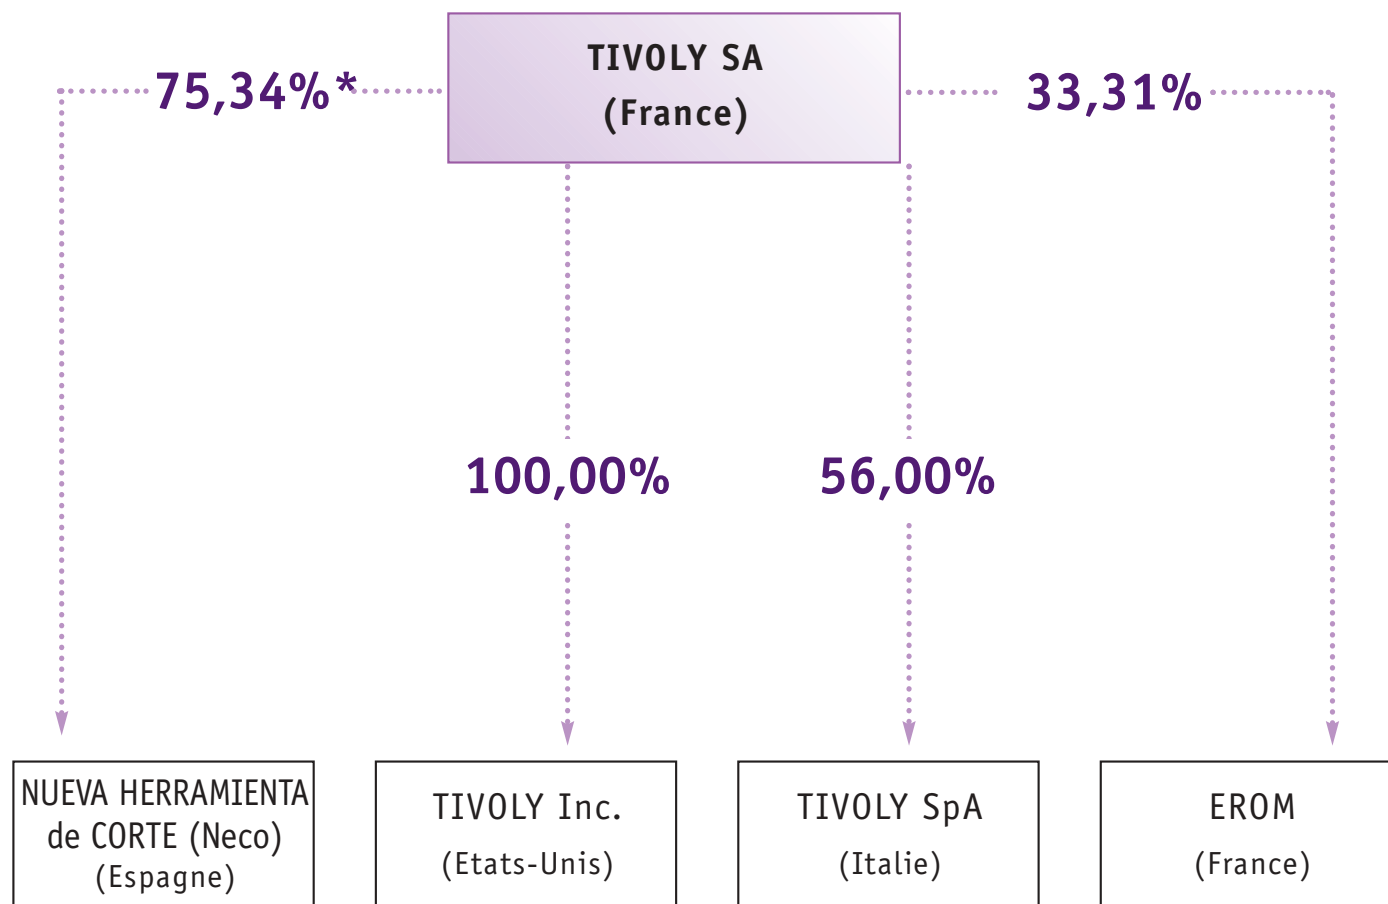 TIVOLY SA
(France)
75,34%*
33,31%
100,00%
56,00%
NUEVA HERRAMIENTA
de CORTE (Neco)
(Espagne)
TIVOLY Inc.
(Etats-Unis)
TIVOLY SpA
(Italie)
EROM
(France)